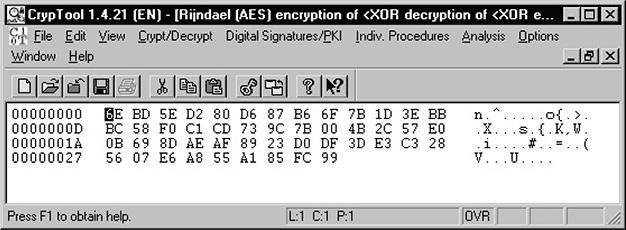 CrypTool 1.4.21 (EN) - [Rijndael (AES) encryption of <XOR decryption of <XOR e...
File Edit View Crypt/Decrypt Digital Signatures/PKI Indiv. Procedures Analysis Options
Window Help
00000000 6E BD 5E D2 80 D6 87 B6 6F 7B 1D 3E BB n.^.....o{.>.
0000000D BC 58 F0 C1 CD 73 9C 7B 00 4B 2C 57 E0 .X...s.{.K,W.
0000001A 0B 69 8D AE AF 89 23 D0 DF 3D E3 C3 28 .i....#..=..(
00000027 56 07 E6 A8 55 A1 85 FC 99 V...U....
Press F1 to obtain help. L:1 C:1 P:1 OVR